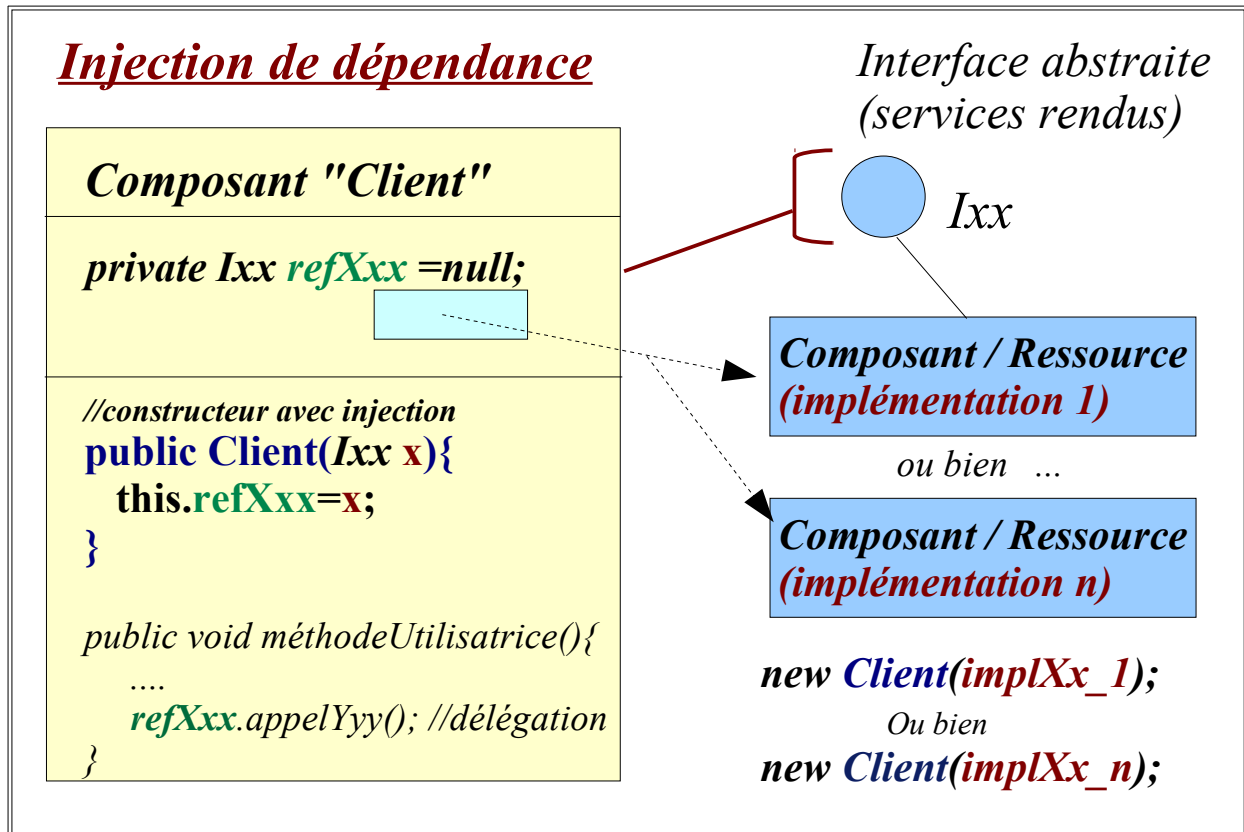 Injection de dépendance
Composant "Client"
private Ixx refXxx =null;
//constructeur avec injection
public Client(Ixx x){
this.refXxx=x;
}
public void méthodeUtilisatrice(){
....
refXxx.appelYyy(); //délégation
}
Interface abstraite
(services rendus)
Ixx
Composant / Ressource
(implémentation 1)
ou bien ...
Composant / Ressource
(implémentation n)
new Client(implXx_1);
Ou bien
new Client(implXx_n);